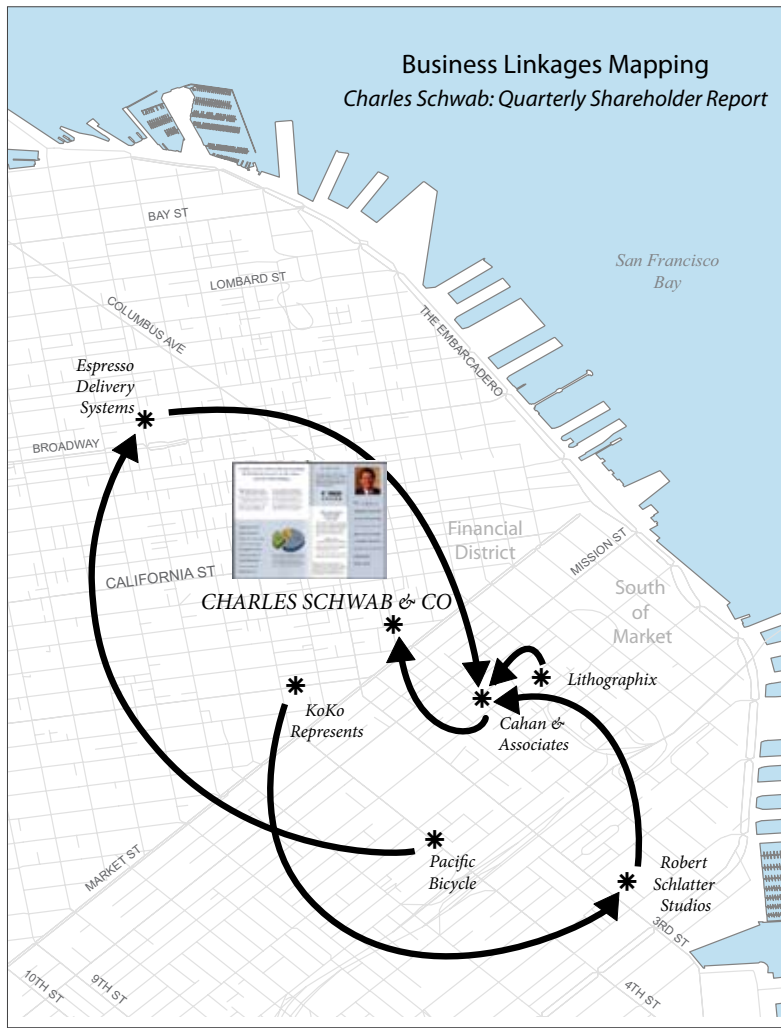 Business Linkages Mapping
Charles Schwab: Quarterly Shareholder Report
BAY ST
San Francisco
Bay
LOMBARD ST
COLUMBUS AVE
THE EMBARCADERO
Espresso
Delivery
Systems
BROADWAY
Financial
District
MISSION ST
CALIFORNIA ST
South
of
Market
CHARLES SCHWAB & CO
Lithographix
KoKo
Represents
Cahan &
Associates
MARKET ST
Pacific
Bicycle
Robert
Schlatter
Studios
3RD ST
10TH ST
9TH ST
4TH ST